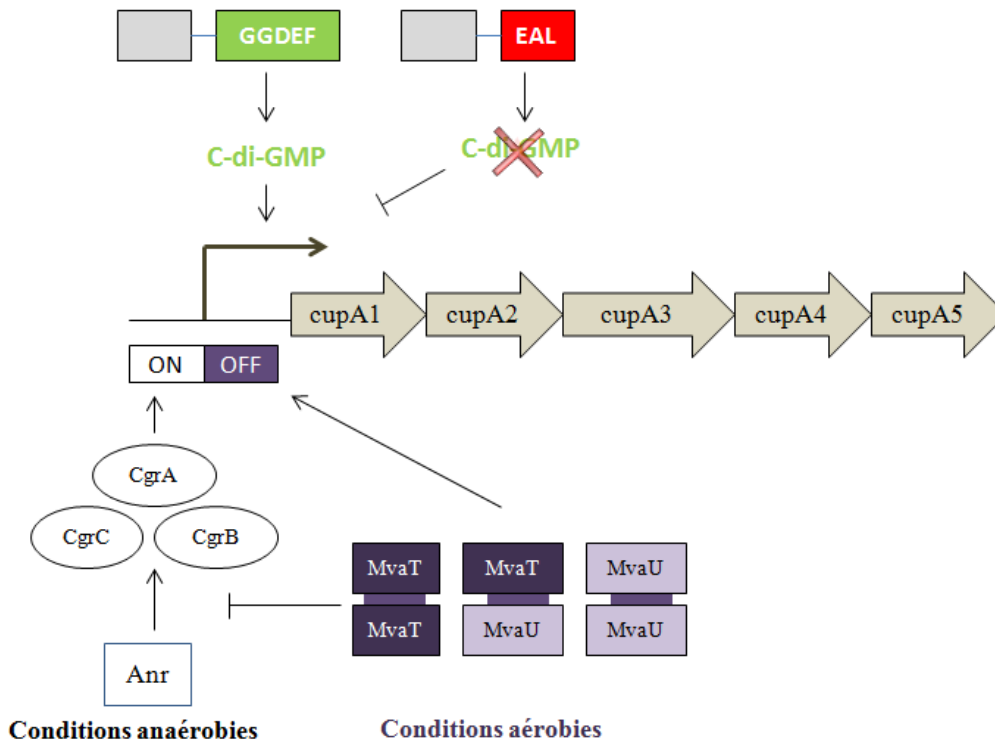 GGDEF
EAL
C-di-GMP
C-di-GMP
cupA1
cupA2
cupA3
cupA4
cupA5
ON
OFF
CgrA
CgrC
CgrB
MvaT
MvaT
MvaU
MvaT
MvaU
MvaU
Anr
Conditions anaérobies
Conditions aérobies